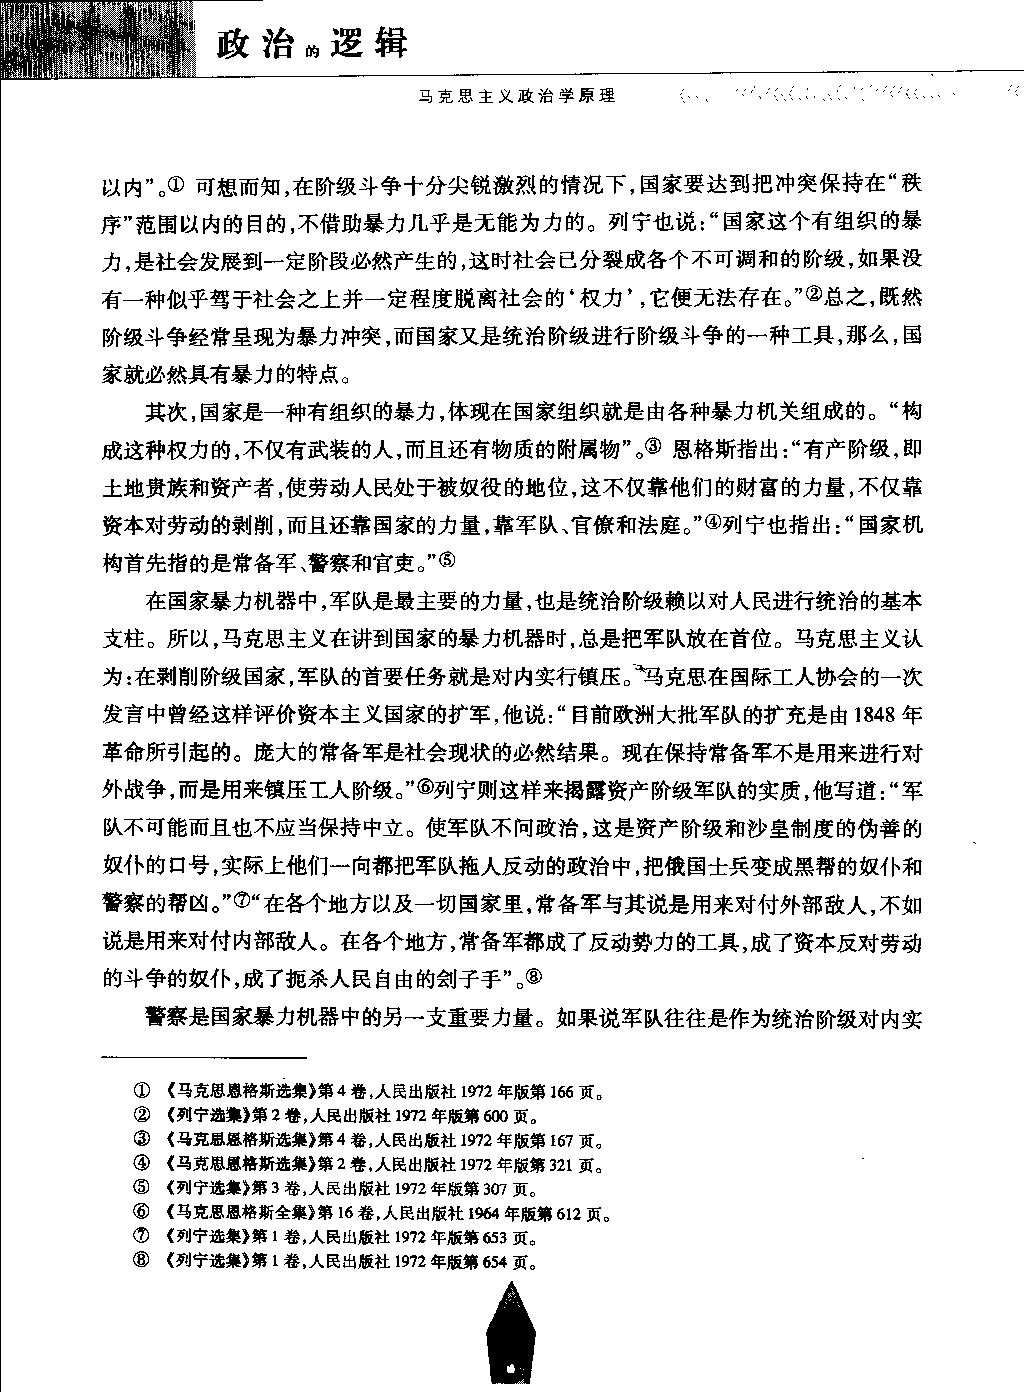 政治的逻辑
马克思主义政治学原理
以内”。① 可想而知,在阶级斗争十分尖锐激烈的情况下,国家要达到把冲突保持在“秩
序”范围以内的目的,不借助暴力几乎是无能为力的。列宁也说:“国家这个有组织的暴
力,是社会发展到一定阶段必然产生的,这时社会已分裂成各个不可调和的阶级,如果没
有一种似乎驾于社会之上并一定程度脱离社会的‘权力’,它便无法存在。”②总之,既然
阶级斗争经常呈现为暴力冲突,而国家又是统治阶级进行阶级斗争的一种工具,那么,国
家就必然具有暴力的特点。
其次,国家是一种有组织的暴力,体现在国家组织就是由各种暴力机关组成的。“构
成这种权力的,不仅有武装的人,而且还有物质的附属物”。③ 恩格斯指出:“有产阶级,即
土地贵族和资产者,使劳动人民处于被奴役的地位,这不仅靠他们的财富的力量,不仅靠
资本对劳动的剥削,而且还靠国家的力量,靠军队、官僚和法庭。”④列宁也指出:“国家机
构首先指的是常备军、警察和官吏。”⑤
在国家暴力机器中,军队是最主要的力量,也是统治阶级赖以对人民进行统治的基本
支柱。所以,马克思主义在讲到国家的暴力机器时,总是把军队放在首位。马克思主义认
为:在剥削阶级国家,军队的首要任务就是对内实行镇压。马克思在国际工人协会的一次
发言中曾经这样评价资本主义国家的扩军,他说:“目前欧洲大批军队的扩充是由1848年
革命所引起的。庞大的常备军是社会现状的必然结果。现在保持常备军不是用来进行对
外战争,而是用来镇压工人阶级。”⑥列宁则这样来揭露资产阶级军队的实质,他写道:“军
队不可能而且也不应当保持中立。使军队不问政治,这是资产阶级和沙皇制度的伪善的
奴仆的口号,实际上他们一向都把军队拖人反动的政治中,把俄国士兵变成黑帮的奴仆和
警察的帮凶。”⑦“在各个地方以及一切国家里,常备军与其说是用来对付外部敌人,不如
说是用来对付内部敌人。在各个地方,常备军都成了反动势力的工具,成了资本反对劳动
的斗争的奴仆,成了扼杀人民自由的刽子手”。⑧
警察是国家暴力机器中的另一支重要力量。如果说军队往往是作为统治阶级对内实
① 《马克思恩格斯选集》第4卷,人民出版社1972年版第166页。
② 《列宁选集》第2卷,人民出版社1972年版第600页。
③ 《马克思恩格斯选集》第4卷,人民出版社1972年版第167页。
④ 《马克思恩格斯选集》第2卷,人民出版社1972年版第321页。
⑤ 《列宁选集》第3卷,人民出版社1972年版第307页。
⑥ 《马克思恩格斯全集》第16卷,人民出版社1964年版第612页。
⑦ 《列宁选集》第1卷,人民出版社1972年版第653页。
⑧ 《列宁选集》第1卷,人民出版社1972年版第654页。